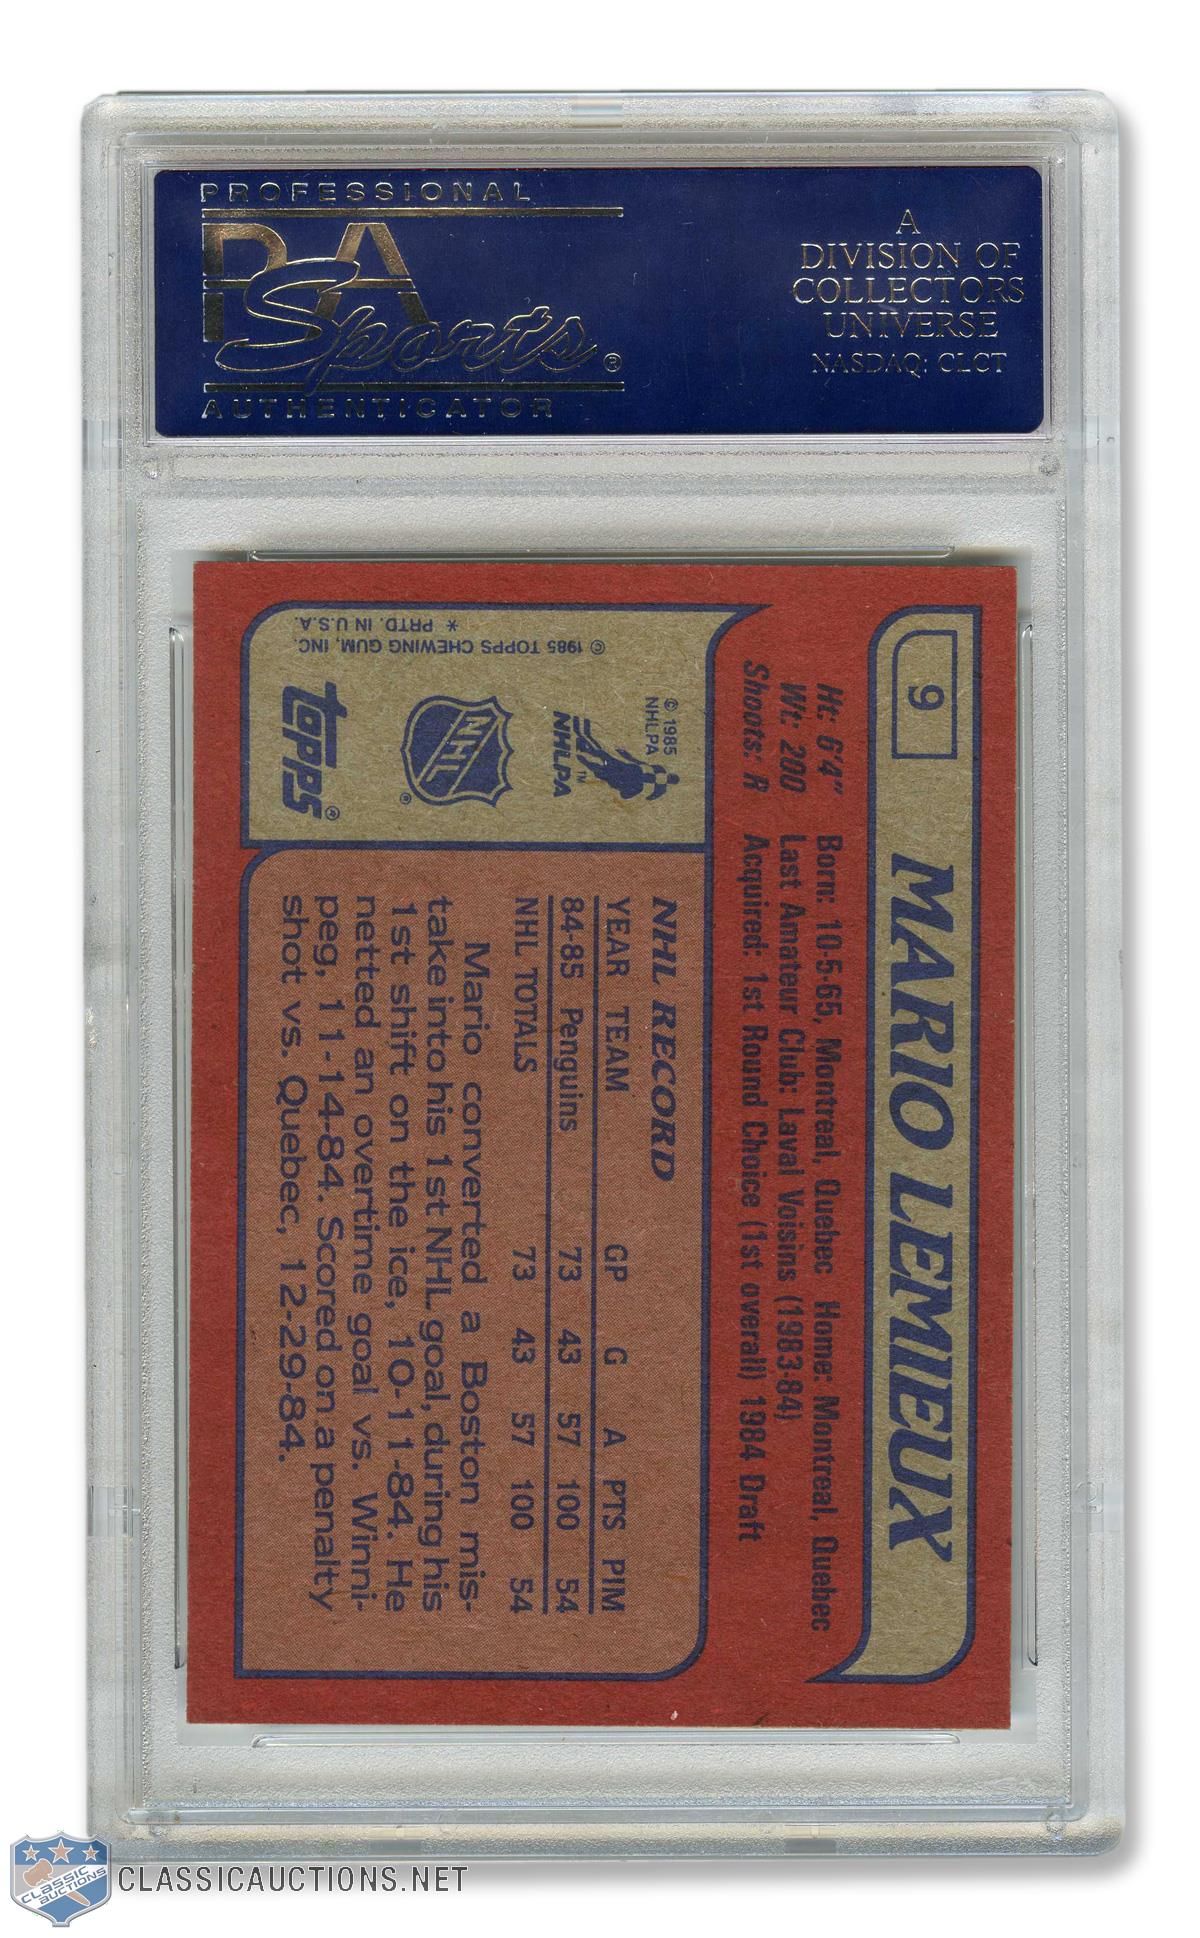 PROFESSIONAL
PSA
Sports®
AUTHENTICATOR
A
DIVISION OF
COLLECTORS
UNIVERSE
NASDAQ: CLCT
9
MARIO LEMIEUX
Ht: 6'4" Born: 10-5-65, Montreal, Quebec Home: Montreal, Quebec
Wt: 200 Last Amateur Club: Laval Voisins (1983-84)
Shoots: R Acquired: 1st Round Choice (1st overall) 1984 Draft
© 1985
NHLPA
TM
NHLPA
NHL®
topps®
© 1985 TOPPS CHEWING GUM, INC.
* PRTD. IN U.S.A.
NHL RECORD
YEAR TEAM GP G A PTS PIM
84-85 Penguins 73 43 57 100 54
NHL TOTALS 73 43 57 100 54
Mario converted a Boston mis-
take into his 1st NHL goal, during his
1st shift on the ice, 10-11-84. He
netted an overtime goal vs. Winni-
peg, 11-14-84. Scored on a penalty
shot vs. Quebec, 12-29-84.
CLASSIC
AUCTIONS
CLASSICAUCTIONS.NET